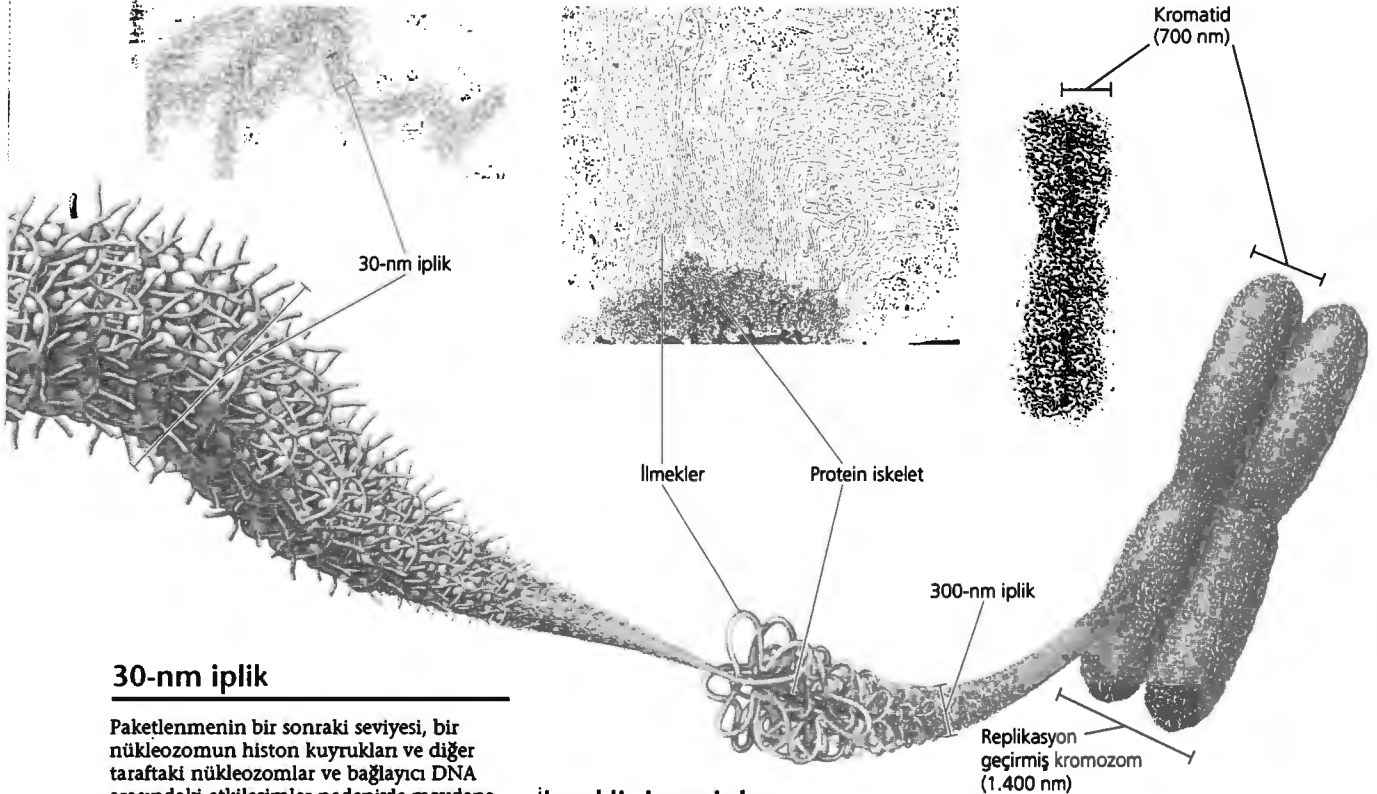 Kromatid
(700 nm)
30-nm iplik
İlmekler
Protein iskelet
300-nm iplik
30-nm iplik
Paketlenmenin bir sonraki seviyesi, bir
nükleozomun histon kuyrukları ve diğer
taraftaki nükleozomlar ve bağlayıcı DNA
Replikasyon
geçirmiş kromozom
(1.400 nm)